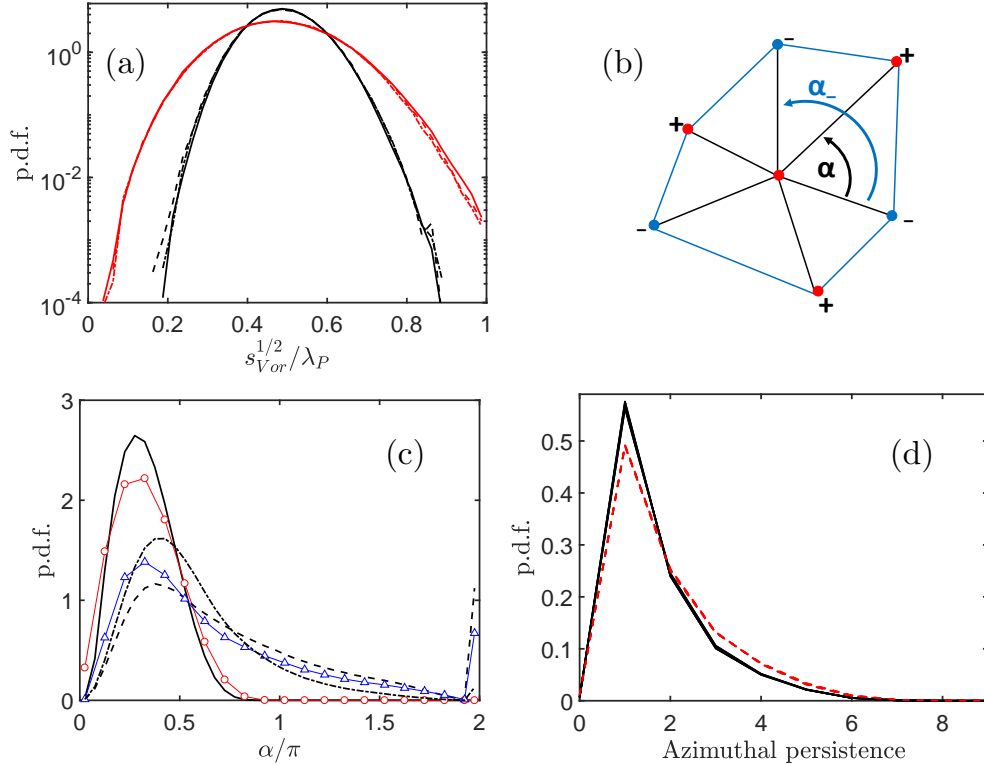 (a)
p.d.f.
10^0
10^-2
10^-4
0 0.2 0.4 0.6 0.8 1
s_{Vor}^{1/2}/λ_P
(b)
-
+
α_
+
α
-
-
+
(c)
p.d.f.
3
2
1
0
0 0.5 1 1.5 2
α/π
(d)
p.d.f.
0.5
0.4
0.3
0.2
0.1
0
0 2 4 6 8
Azimuthal persistence